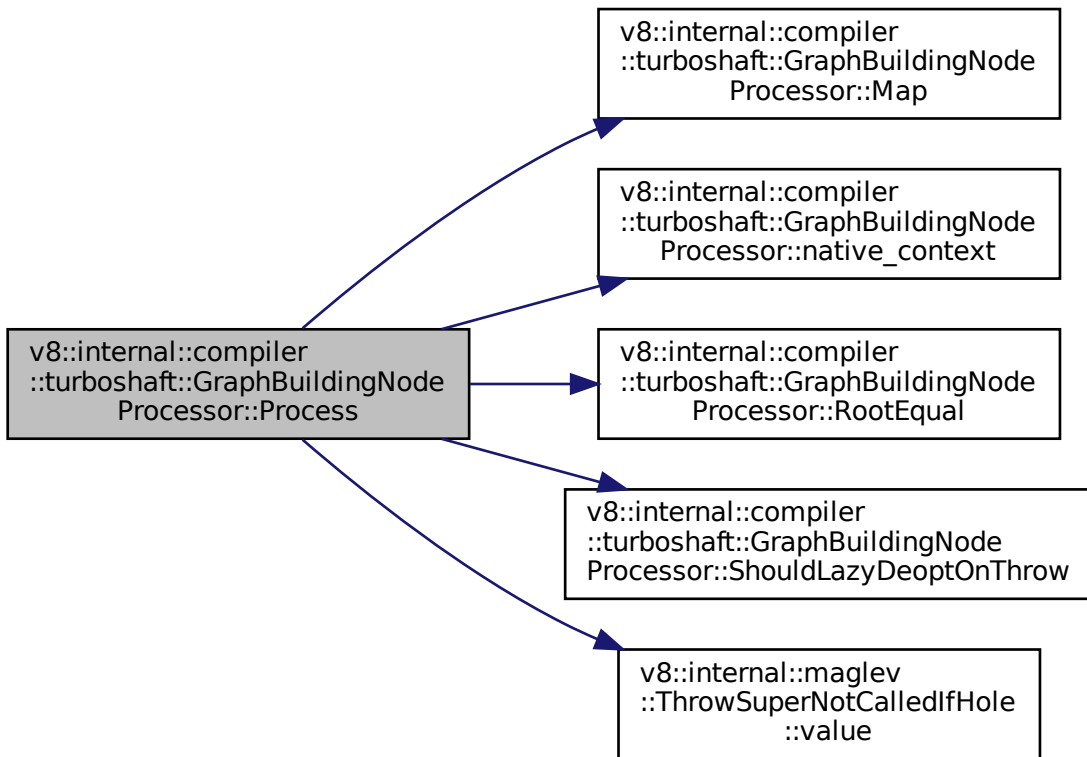 v8::internal::compiler
::turboshaft::GraphBuildingNode
Processor::Map
v8::internal::compiler
::turboshaft::GraphBuildingNode
Processor::native_context
v8::internal::compiler
::turboshaft::GraphBuildingNode
Processor::Process
v8::internal::compiler
::turboshaft::GraphBuildingNode
Processor::RootEqual
v8::internal::compiler
::turboshaft::GraphBuildingNode
Processor::ShouldLazyDeoptOnThrow
v8::internal::maglev
::ThrowSuperNotCalledIfHole
::value